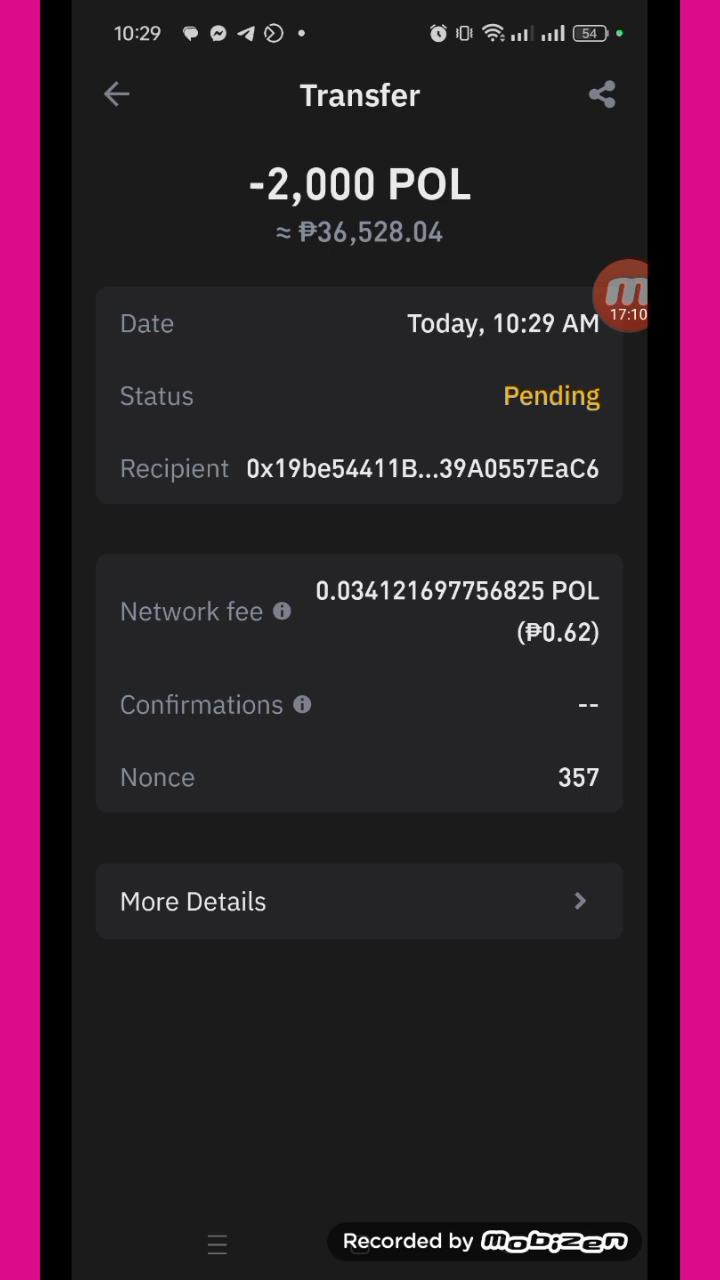 10:29 54
Transfer
-2,000 POL
≈ ₱36,528.04
Date Today, 10:29 AM
17:10
Status Pending
Recipient 0x19be54411B...39A0557EaC6
Network fee 0.034121697756825 POL
(₱0.62)
Confirmations --
Nonce 357
More Details
Recorded by mobizen